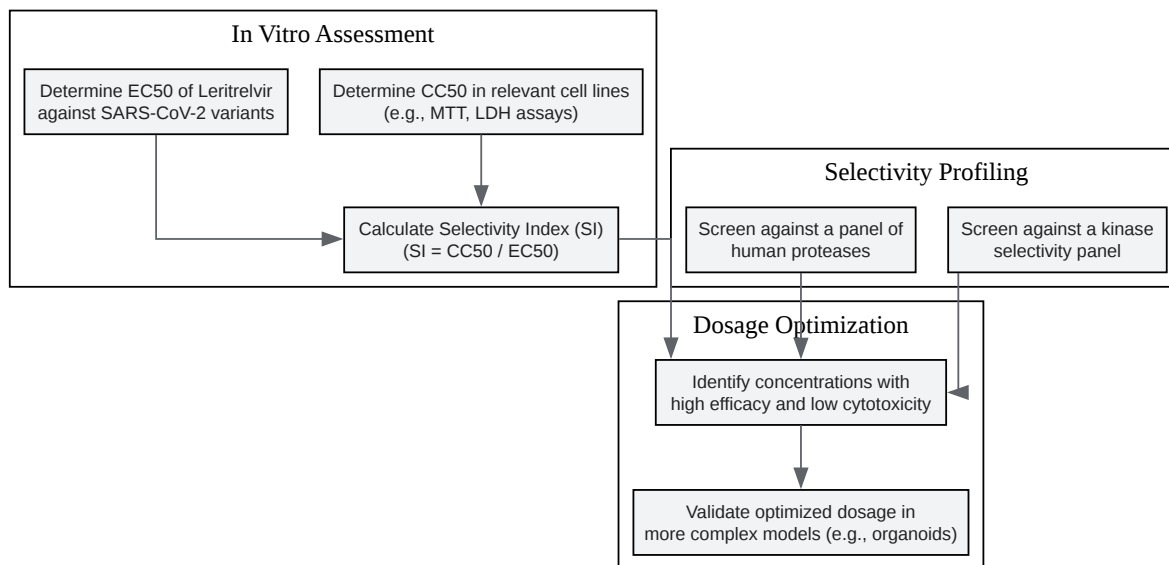 In Vitro Assessment
Determine EC50 of Leritrelvir
against SARS-CoV-2 variants
Determine CC50 in relevant cell lines
(e.g., MTT, LDH assays)
Calculate Selectivity Index (SI)
(SI = CC50 / EC50)
Selectivity Profiling
Screen against a panel of
human proteases
Screen against a kinase
selectivity panel
Dosage Optimization
Identify concentrations with
high efficacy and low cytotoxicity
Validate optimized dosage in
more complex models (e.g., organoids)